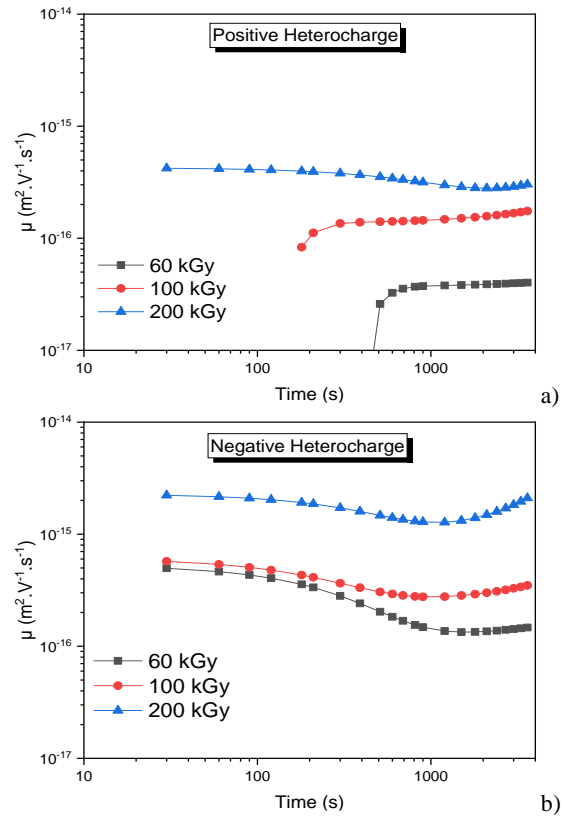 Positive Heterocharge
10⁻¹⁴
10⁻¹⁵
10⁻¹⁶
10⁻¹⁷
µ (m².V⁻¹.s⁻¹)
60 kGy
100 kGy
200 kGy
10 100 1000
Time (s)
a)
Negative Heterocharge
10⁻¹⁴
10⁻¹⁵
10⁻¹⁶
10⁻¹⁷
µ (m².V⁻¹.s⁻¹)
60 kGy
100 kGy
200 kGy
10 100 1000
Time (s)
b)